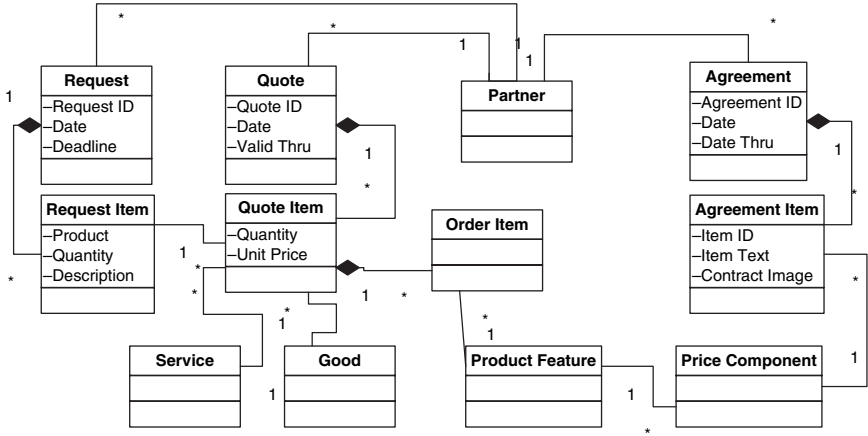 *
*
1
1
1
*
Request
–Request ID
–Date
–Deadline
Quote
–Quote ID
–Date
–Valid Thru
Partner
Agreement
–Agreement ID
–Date
–Date Thru
1
1
*
1
*
Request Item
–Product
–Quantity
–Description
Quote Item
–Quantity
–Unit Price
Order Item
Agreement Item
–Item ID
–Item Text
–Contract Image
1
*
*
*
*
1
*
*
1
*
1
*
1
Service
Good
Product Feature
Price Component
1
1
*